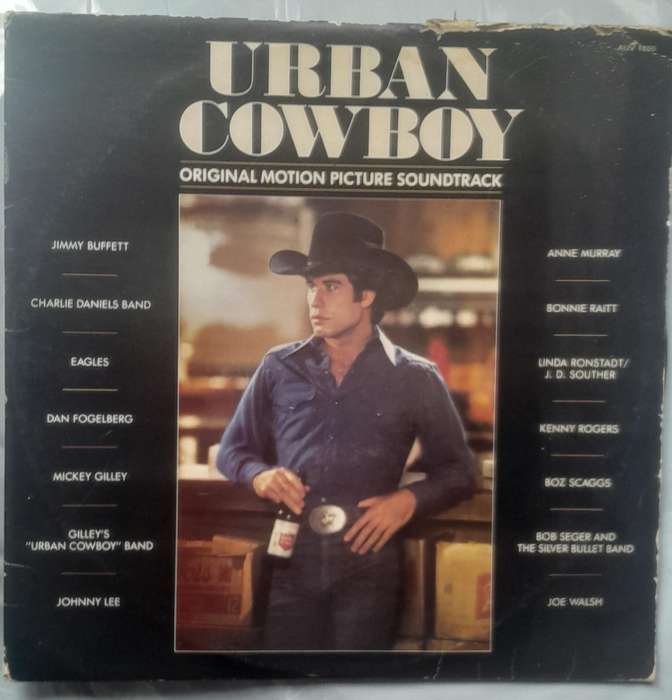 URBAN
COWBOY
ORIGINAL MOTION PICTURE SOUNDTRACK
JIMMY BUFFETT
CHARLIE DANIELS BAND
EAGLES
DAN FOGELBERG
MICKEY GILLEY
GILLEY'S
"URBAN COWBOY" BAND
JOHNNY LEE
ANNE MURRAY
BONNIE RAITT
LINDA RONSTADT/
J. D. SOUTHER
KENNY ROGERS
BOZ SCAGGS
BOB SEGER AND
THE SILVER BULLET BAND
JOE WALSH